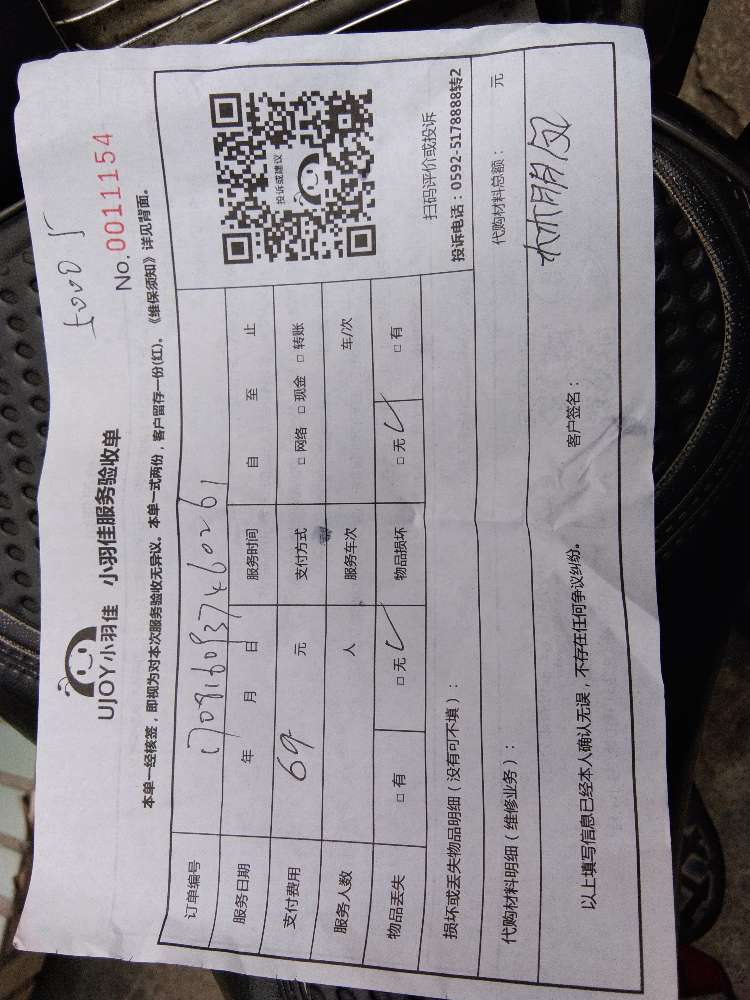 UJOY小羽佳 小羽佳服务验收单
5005
No.0011154
本单一经核签，即视为对本次服务验收无异议。本单一式两份，客户留存一份(红)。《维保须知》详见背面。
订单编号
服务日期 年 月 日 服务时间 自 至 止
支付费用 69 元 支付方式 □ 网络 □ 现金 □ 转账
服务人数 人 服务车次 车/次
物品丢失 □ 有 □ 无 ✓ 物品损坏 □ 无 ✓ □ 有
投诉或建议
扫码评价或投诉
投诉电话：0592-5178888转2
损坏或丢失物品明细（没有可不填）：
代购材料明细（维修业务）： 代购材料总额： 元
以上填写信息已经本人确认无误，不存在任何争议纠纷。 客户签名：